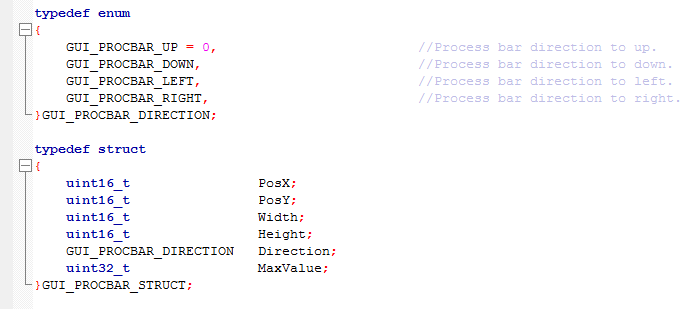 typedef enum
{
GUI_PROCBAR_UP = 0, //Process bar direction to up.
GUI_PROCBAR_DOWN, //Process bar direction to down.
GUI_PROCBAR_LEFT, //Process bar direction to left.
GUI_PROCBAR_RIGHT, //Process bar direction to right.
}GUI_PROCBAR_DIRECTION;
typedef struct
{
uint16_t PosX;
uint16_t PosY;
uint16_t Width;
uint16_t Height;
GUI_PROCBAR_DIRECTION Direction;
uint32_t MaxValue;
}GUI_PROCBAR_STRUCT;